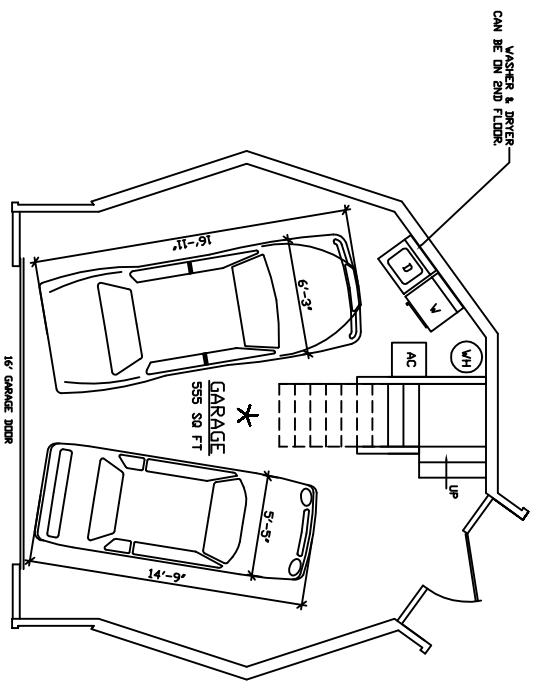 WASHER & DRYER
CAN BE ON 2ND FLOOR.
D
W
WH
AC
UP
16'-11"
6'-3"
GARAGE
555 SQ FT
5'-5"
14'-9"
16' GARAGE DOOR